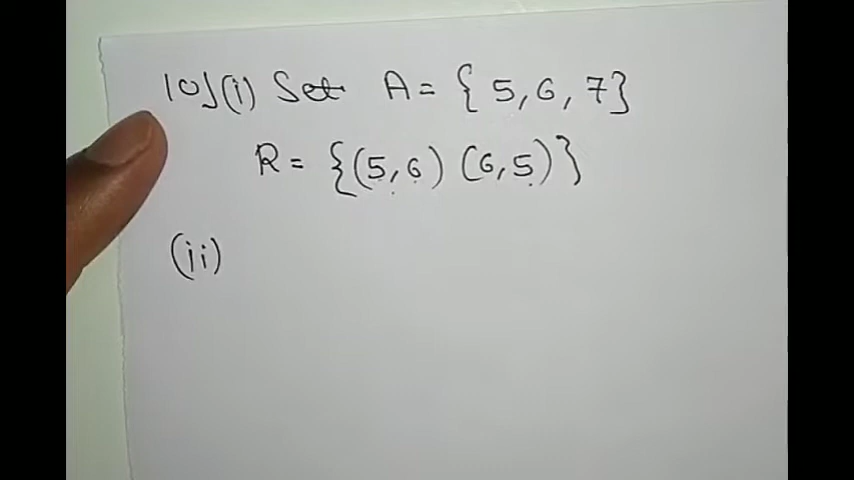 10)(i) Set A = { 5, 6, 7}
R = {(5, 6) (6, 5)}
(ii)